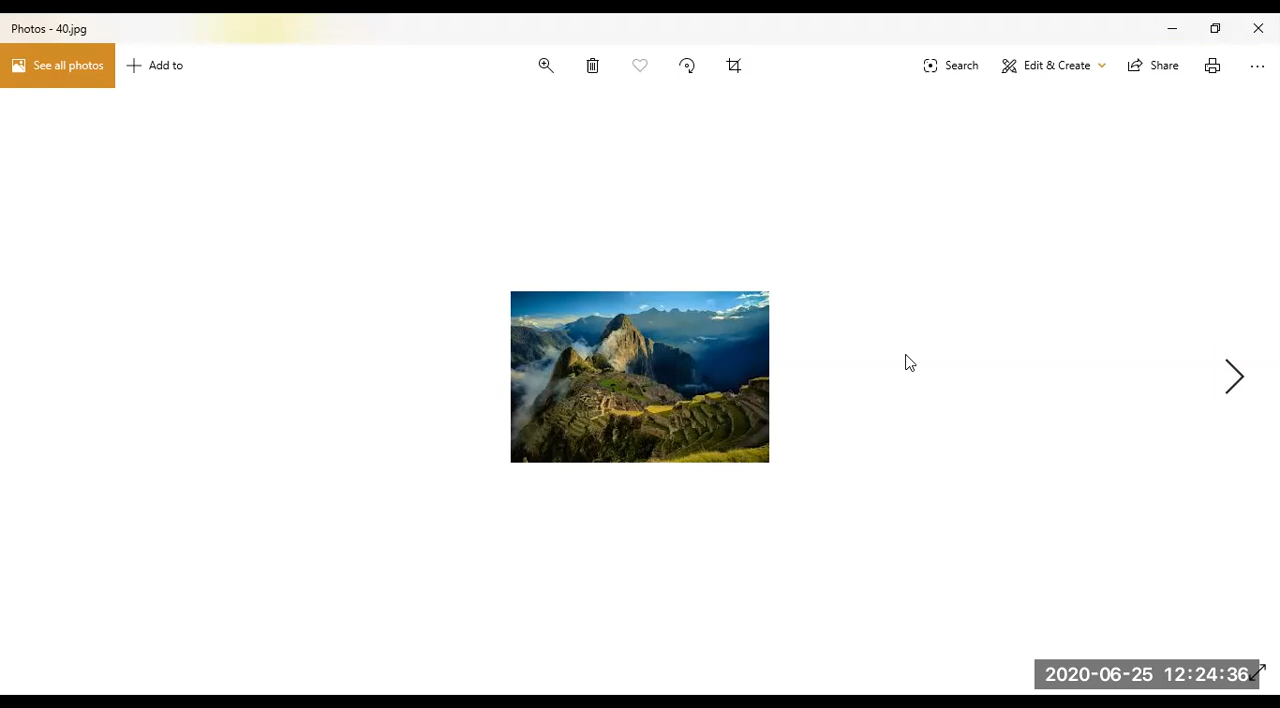 Photos - 40.jpg
See all photos
Add to
Search
Edit & Create
Share
2020-06-25 12:24:36